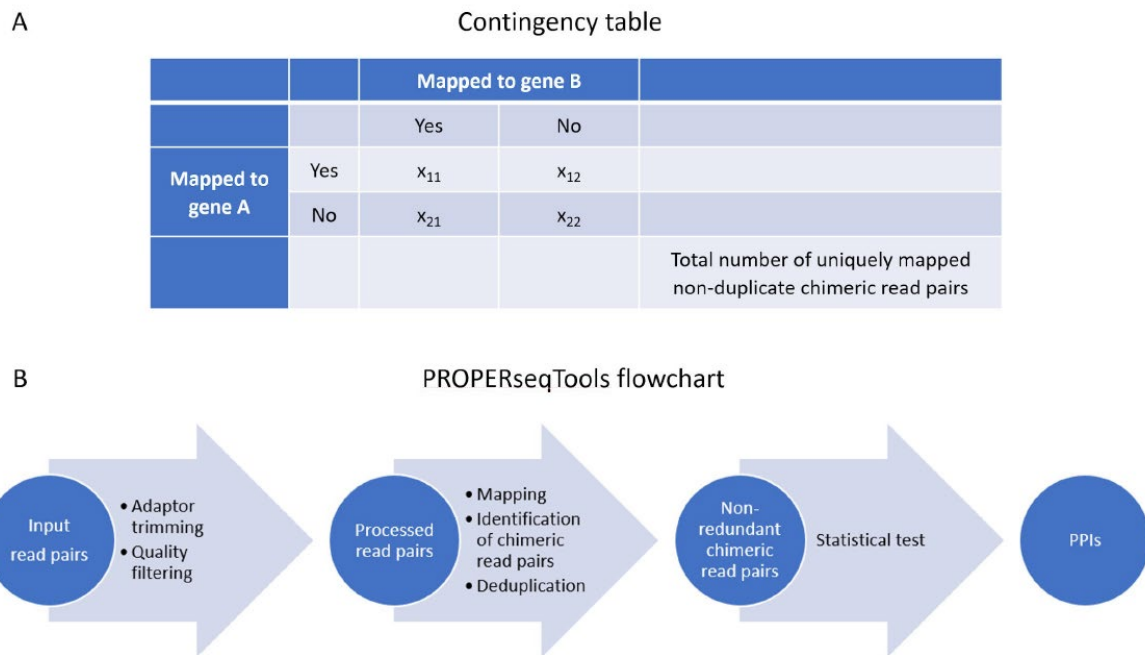 A
Contingency table
Mapped to gene B
Yes No
Mapped to
gene A
Yes x₁₁ x₁₂
No x₂₁ x₂₂
Total number of uniquely mapped
non-duplicate chimeric read pairs
B
PROPERseqTools flowchart
Input
read pairs
• Adaptor
trimming
• Quality
filtering
Processed
read pairs
• Mapping
• Identification
of chimeric
read pairs
• Deduplication
Non-
redundant
chimeric
read pairs
Statistical test
PPIs